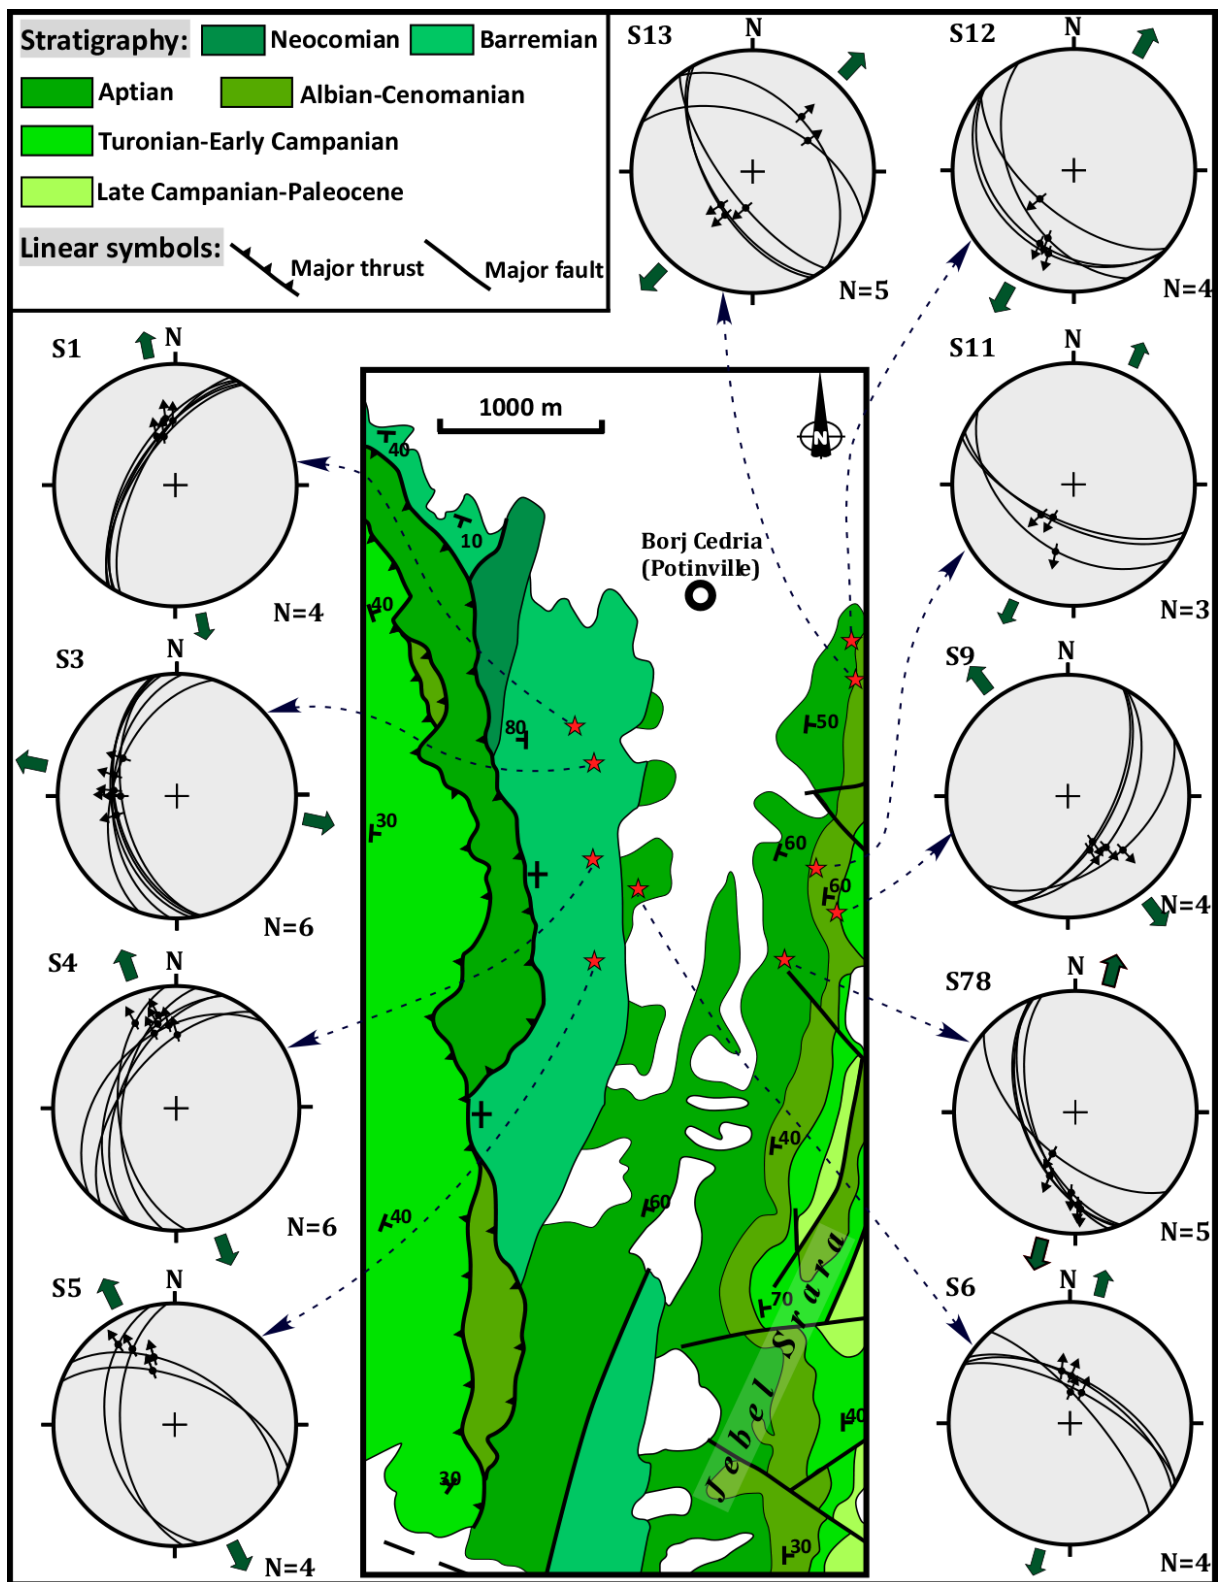 Stratigraphy: Neocomian Barremian
Aptian Albian-Cenomanian
Turonian-Early Campanian
Late Campanian-Paleocene
Linear symbols: Major thrust Major fault
S13
N
N=5
S12
N
N=4
S1
N
N=4
S11
N
N=3
S3
N
N=6
S9
N
N=4
S4
N
N=6
S78
N
N=5
S5
N
N=4
S6
N
N=4
1000 m
N
Borj Cedria
(Potinville)
40
10
40
80
50
30
60
60
40
40
60
70
40
30
30
Jebel Srara